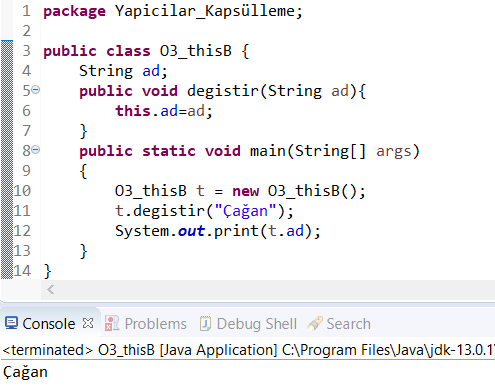 1 package Yapicilar_Kapsülleme;
2
3 public class O3_thisB {
4 String ad;
5 public void degistir(String ad){
6 this.ad=ad;
7 }
8 public static void main(String[] args)
9 {
10 O3_thisB t = new O3_thisB();
11 t.degistir("Çağan");
12 System.out.print(t.ad);
13 }
14 }
Console Problems Debug Shell Search
<terminated> O3_thisB [Java Application] C:\Program Files\Java\jdk-13.0.1
Çağan